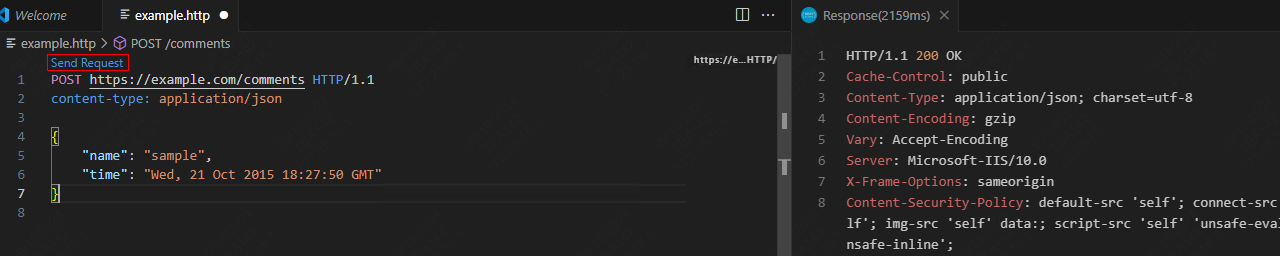 Welcome
example.http
example.http > POST /comments
Send Request
1 POST https://example.com/comments HTTP/1.1
2 content-type: application/json
3
4 {
5 "name": "sample",
6 "time": "Wed, 21 Oct 2015 18:27:50 GMT"
7 }
8
https://e...HTTP/
Response(2159ms)
1 HTTP/1.1 200 OK
2 Cache-Control: public
3 Content-Type: application/json; charset=utf-8
4 Content-Encoding: gzip
5 Vary: Accept-Encoding
6 Server: Microsoft-IIS/10.0
7 X-Frame-Options: sameorigin
8 Content-Security-Policy: default-src 'self'; connect-src
lf'; img-src 'self' data:; script-src 'self' 'unsafe-eval
nsafe-inline';